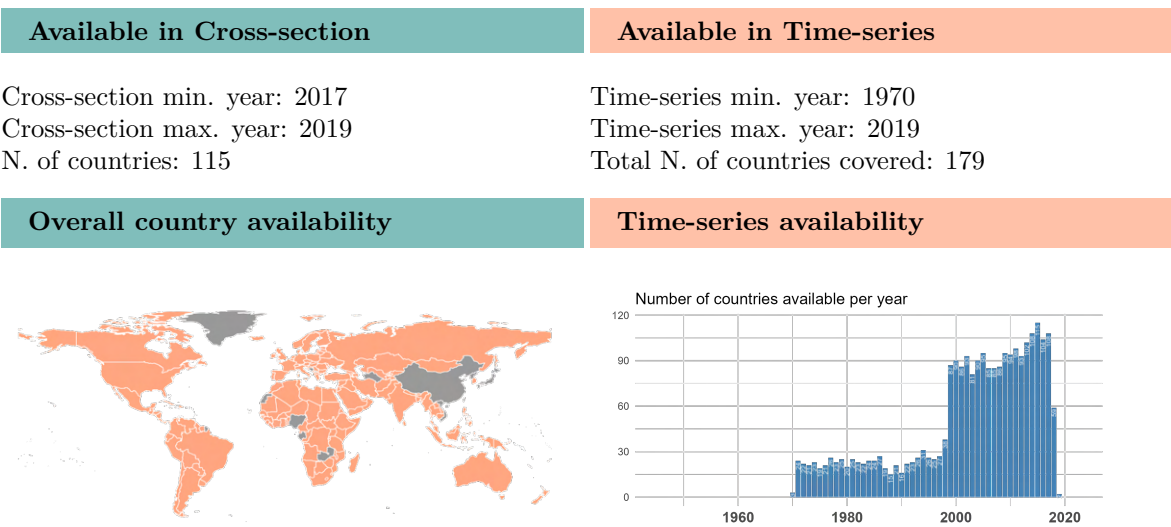 Available in Cross-section
Available in Time-series
Cross-section min. year: 2017
Cross-section max. year: 2019
N. of countries: 115
Time-series min. year: 1970
Time-series max. year: 2019
Total N. of countries covered: 179
Overall country availability
Time-series availability
Number of countries available per year
120
90
60
30
0
1960
1980
2000
2020